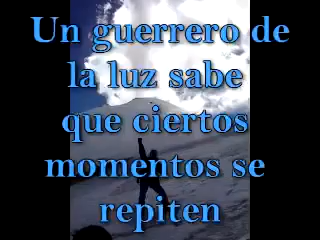 Un guerrero de
la luz sabe
que ciertos
momentos se
repiten